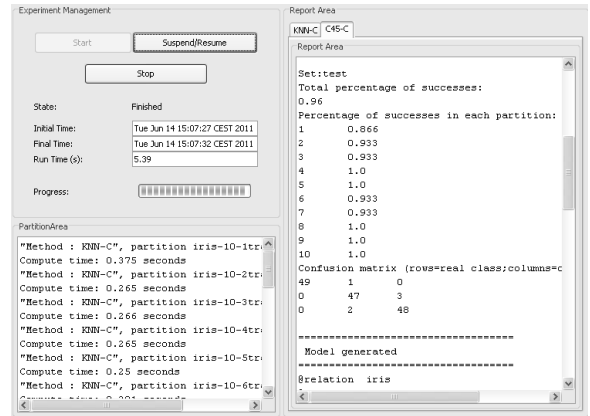 Experiment Management
Start
Suspend/Resume
Stop
State: Finished
Initial Time: Tue Jun 14 15:07:27 CEST 2011
Final Time: Tue Jun 14 15:07:32 CEST 2011
Run Time (s): 5.39
Progress:
PartitionArea
"Method : KNN-C", partition iris-10-1tr
Compute time: 0.375 seconds
"Method : KNN-C", partition iris-10-2tr
Compute time: 0.265 seconds
"Method : KNN-C", partition iris-10-3tr
Compute time: 0.266 seconds
"Method : KNN-C", partition iris-10-4tr
Compute time: 0.265 seconds
"Method : KNN-C", partition iris-10-5tr
Compute time: 0.25 seconds
"Method : KNN-C", partition iris-10-6tr
Report Area
KNN-C C45-C
Report Area
Set:test
Total percentage of successes:
0.96
Percentage of successes in each partition:
1 0.866
2 0.933
3 0.933
4 1.0
5 1.0
6 0.933
7 0.933
8 1.0
9 1.0
10 1.0
Confusion matrix (rows=real class;columns=c
49 1 0
0 47 3
0 2 48
==================================
Model generated
==================================
@relation iris